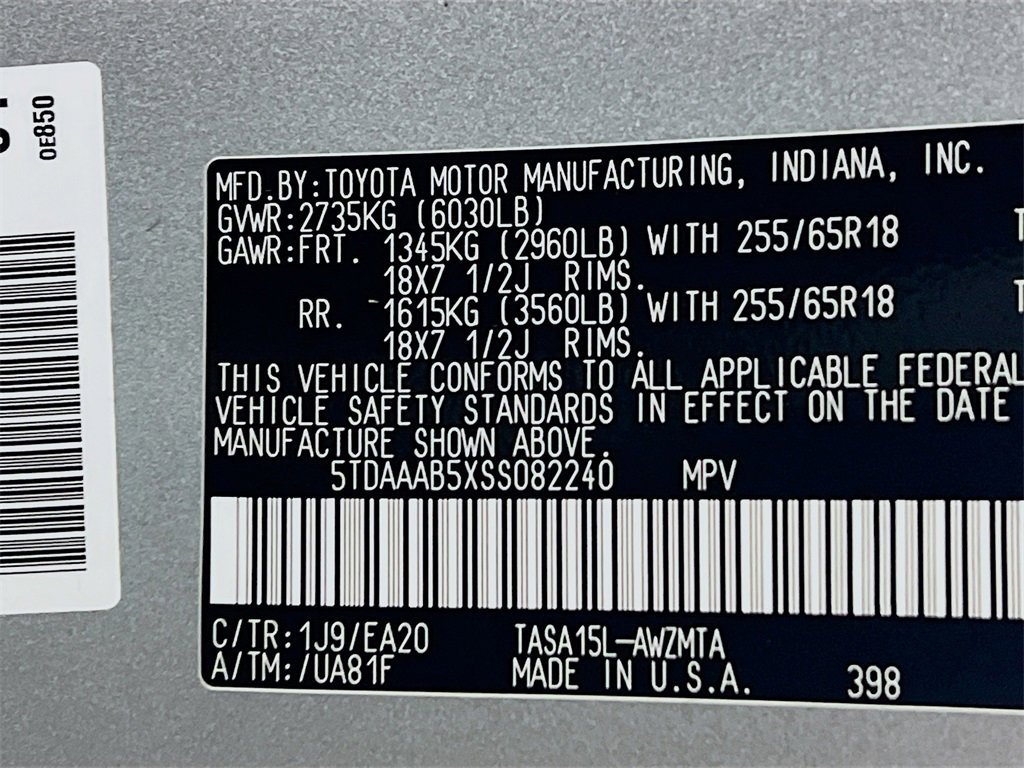 0E850
MFD.BY:TOYOTA MOTOR MANUFACTURING, INDIANA, INC.
GVWR:2735KG (6030LB)
GAWR:FRT. 1345KG (2960LB) WITH 255/65R18
18X7 1/2J RIMS.
RR. 1615KG (3560LB) WITH 255/65R18
18X7 1/2J RIMS.
THIS VEHICLE CONFORMS TO ALL APPLICABLE FEDERAL
VEHICLE SAFETY STANDARDS IN EFFECT ON THE DATE
MANUFACTURE SHOWN ABOVE.
5TDAAAB5XSS082240 MPV
C/TR:1J9/EA20 TASA15L-AWZMTA
A/TM:/UA81F MADE IN U.S.A. 398